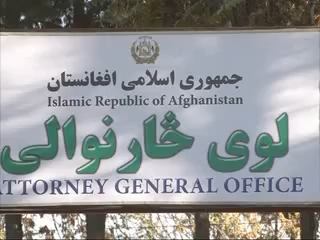 جمهوری اسلامی افغانستان
Islamic Republic of Afghanistan
لوی څارنوالی
ATTORNEY GENERAL OFFICE